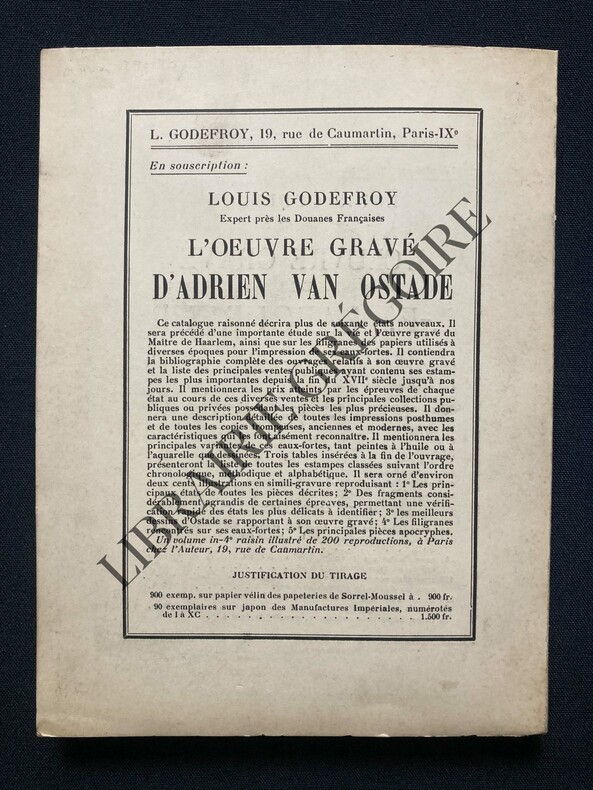 L. GODEFROY, 19, rue de Caumartin, Paris-IXe
En souscription :
LOUIS GODEFROY
Expert près les Douanes Françaises
L'OEUVRE GRAVÉ
D'ADRIEN VAN OSTADE
Ce catalogue raisonné décrira plus de soixante états nouveaux. Il
sera précédé d'une importante étude sur la vie et l'œuvre gravé du
Maître de Haarlem, ainsi que sur les filigranes des papiers utilisés à
diverses époques pour l'impression de ses eaux-fortes. Il contiendra
la bibliographie complète des ouvrages relatifs à son œuvre gravé
et la liste des principales ventes publiques ayant contenu ses estam-
pes les plus importantes depuis la fin du XVIIe siècle jusqu'à nos
jours. Il mentionnera les prix atteints par les épreuves de chaque
état au cours de ces diverses ventes et les principales collections pu-
bliques ou privées possédant les pièces les plus précieuses. Il don-
nera une description détaillée de toutes les impressions posthumes
et de toutes les copies trompeuses, anciennes et modernes, avec les
caractéristiques les faisant aisément reconnaître. Il mentionnera les
principales variantes de ces eaux-fortes, tant peintes à l'huile ou à
l'aquarelle que dessinées. Trois tables insérées à la fin de l'ouvrage,
présenteront la liste de toutes les estampes classées suivant l'ordre
chronologique, méthodique et alphabétique. Il sera orné d'environ
deux cents illustrations en simili-gravure reproduisant : 1° Les prin-
cipaux états de toutes les pièces décrites; 2° Des fragments consi-
dérablement agrandis de certaines épreuves, permettant une vérifi-
cation aisée des états les plus délicats à identifier; 3° les meilleurs
dessins d'Ostade se rapportant à son œuvre gravé; 4° Les filigranes
rencontrés sur ses eaux-fortes; 5° Les principales pièces apocryphes.
Un volume in-4° raisin illustré de 200 reproductions, à Paris
chez l'Auteur, 19, rue de Caumartin.
JUSTIFICATION DU TIRAGE
900 exemp. sur papier vélin des papeteries de Sorrel-Moussel à . 900 fr.
90 exemplaires sur japon des Manufactures Impériales, numérotés
de I à XC . . . . . . . . . . . . . . . . . . . . 1.500 fr.
LIBRAIRIE GRÉGOIRE